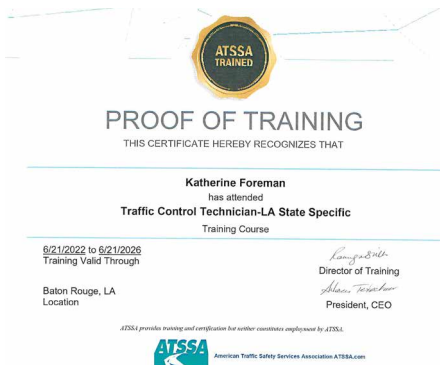 ATSSA
TRAINED
PROOF OF TRAINING
THIS CERTIFICATE HEREBY RECOGNIZES THAT
Katherine Foreman
has attended
Traffic Control Technician-LA State Specific
Training Course
6/21/2022 to 6/21/2026
Training Valid Through
Director of Training
Baton Rouge, LA
Location
President, CEO
ATSSA provides training and certification but neither constitutes employment by ATSSA.
ATSSA
American Traffic Safety Services Association ATSSA.com